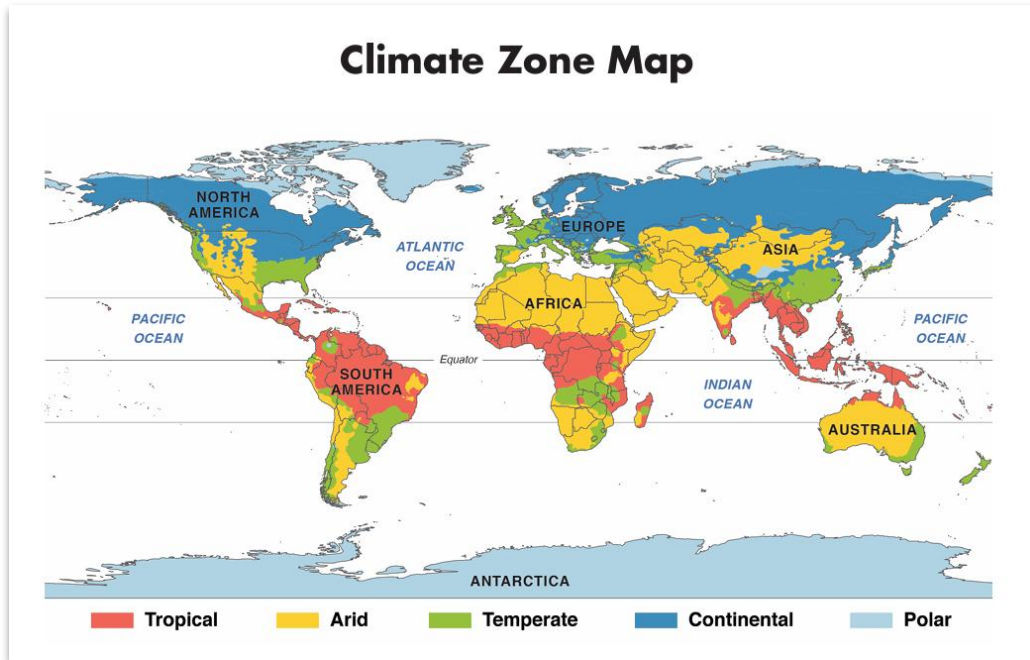 Climate Zone Map
NORTH
AMERICA
EUROPE
ASIA
ATLANTIC
OCEAN
AFRICA
PACIFIC
OCEAN
PACIFIC
OCEAN
Equator
SOUTH
AMERICA
INDIAN
OCEAN
AUSTRALIA
ANTARCTICA
Tropical
Arid
Temperate
Continental
Polar